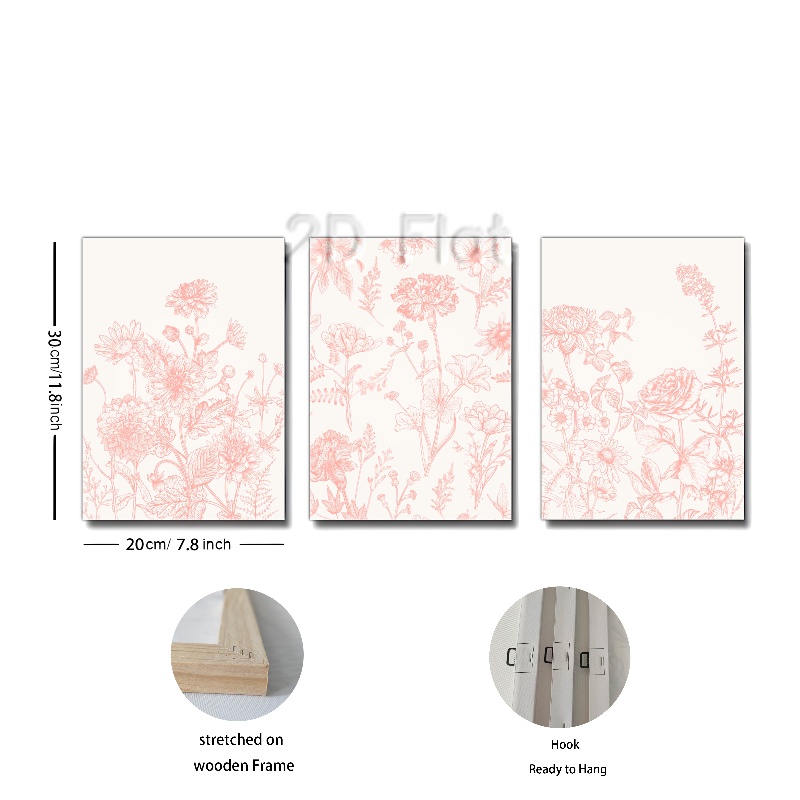 2D Flat
30cm/11.8inch
20cm/ 7.8 inch
stretched on
wooden Frame
Hook
Ready to Hang